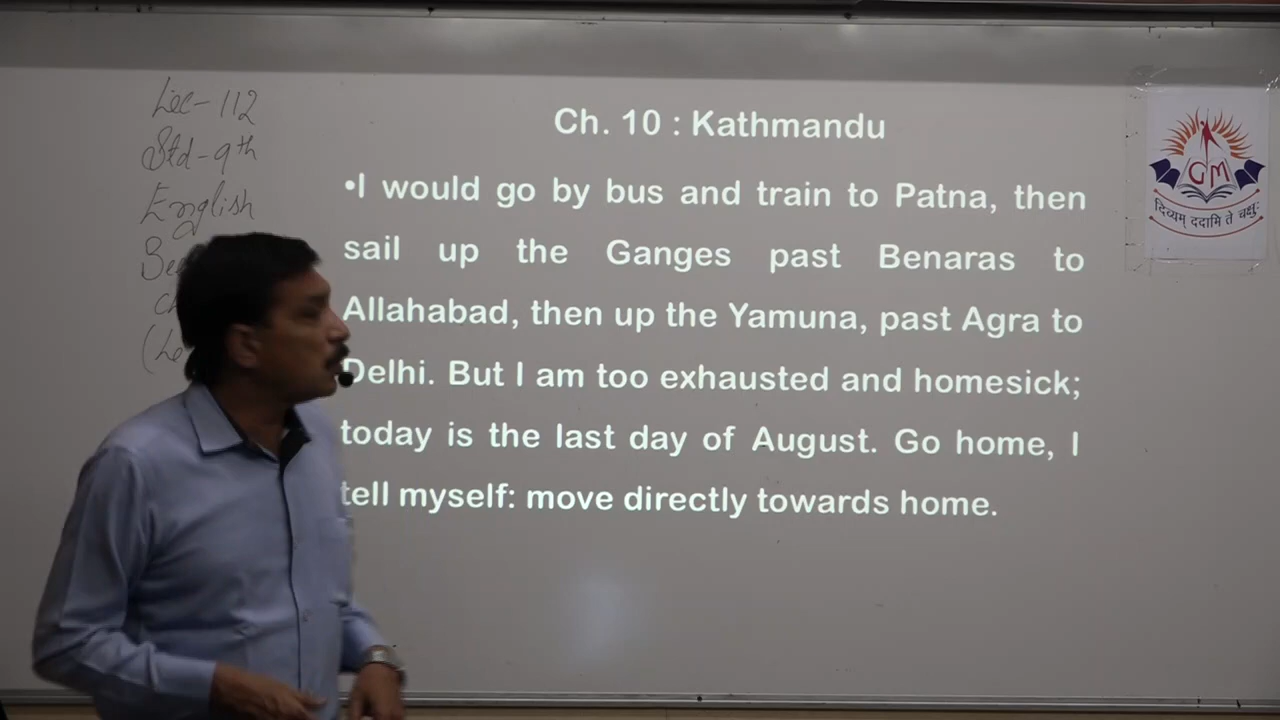 Lec-112
Std-9th
English
Ch. 10 : Kathmandu
•I would go by bus and train to Patna, then
sail up the Ganges past Benaras to
Allahabad, then up the Yamuna, past Agra to
Delhi. But I am too exhausted and homesick;
today is the last day of August. Go home, I
tell myself: move directly towards home.
GM
दिव्यम् ददामि ते चक्षुः